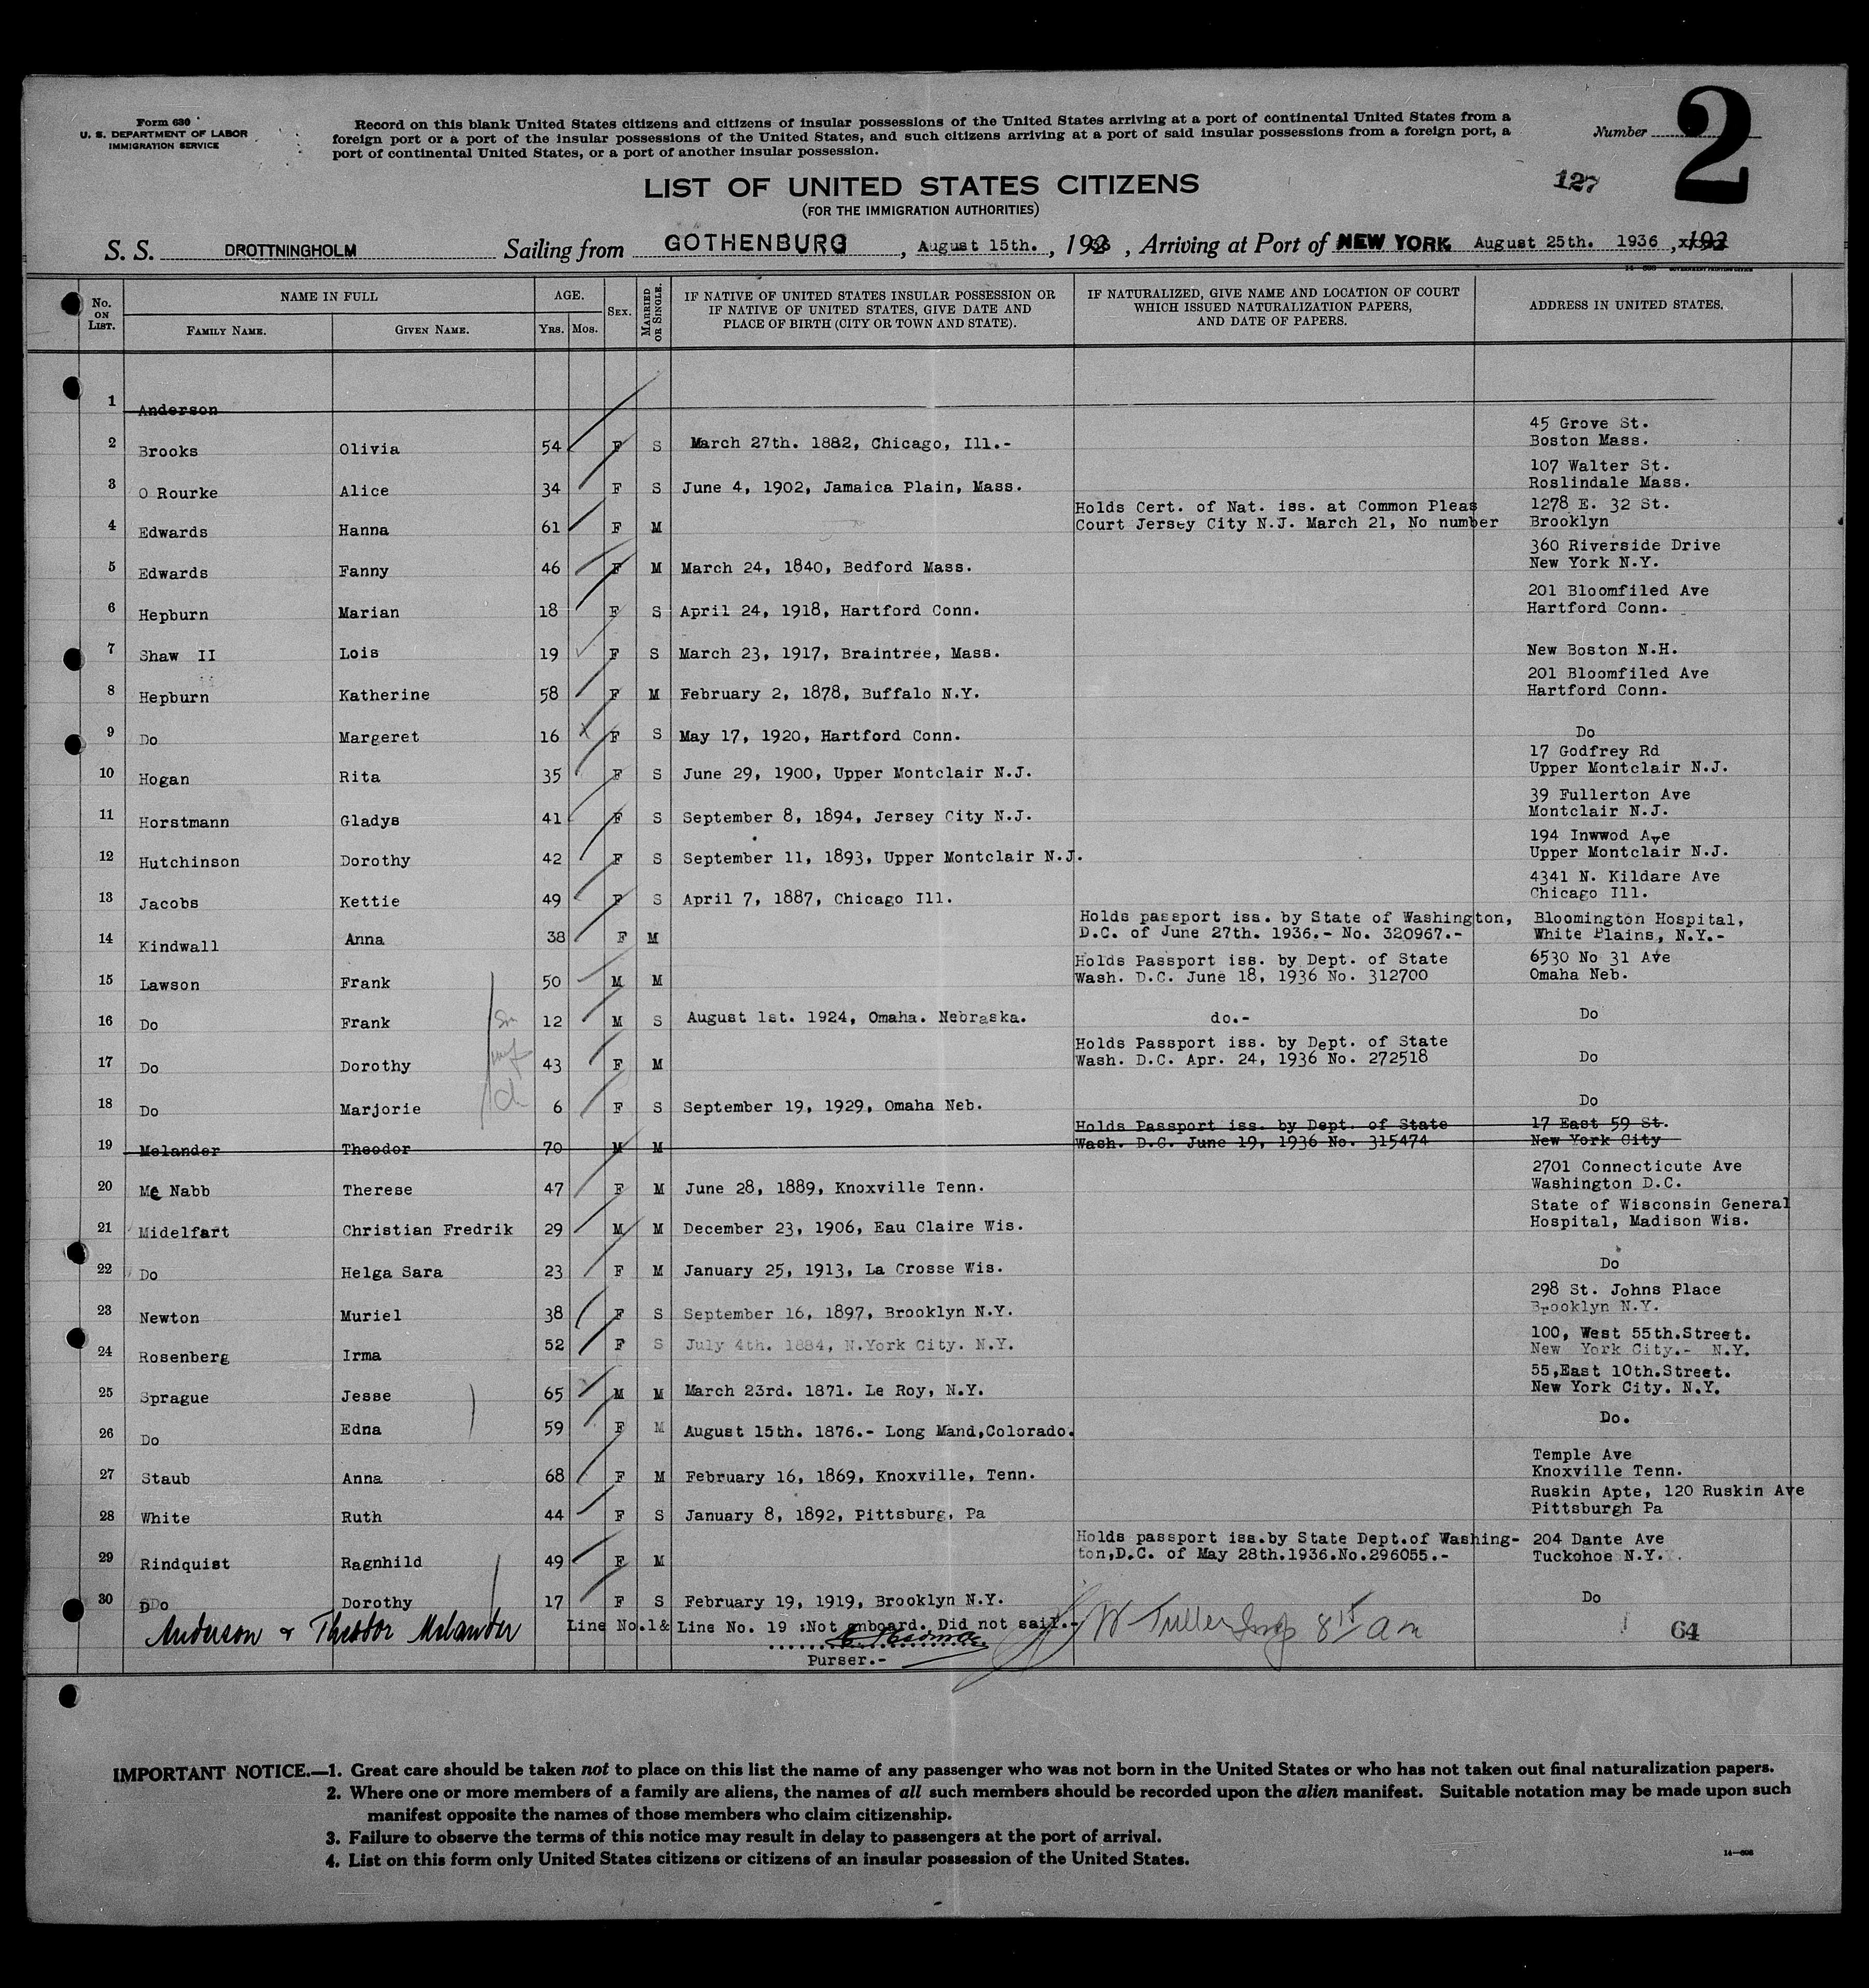 Form 630
U. S. DEPARTMENT OF LABOR
IMMIGRATION SERVICE
Record on this blank United States citizens and citizens of insular possessions of the United States arriving at a port of continental United States from a
foreign port or a port of the insular possessions of the United States, and such citizens arriving at a port of said insular possessions from a foreign port, a
port of continental United States, or a port of another insular possession.
Number 2
127
LIST OF UNITED STATES CITIZENS
(FOR THE IMMIGRATION AUTHORITIES)
S. S. DROTTNINGHOLM Sailing from GOTHENBURG, August 15th., 1936, Arriving at Port of NEW YORK August 25th. 1936, x192
No. ON LIST. NAME IN FULL AGE. SEX. MARRIED OR SINGLE. IF NATIVE OF UNITED STATES INSULAR POSSESSION OR IF NATIVE OF UNITED STATES, GIVE DATE AND PLACE OF BIRTH (CITY OR TOWN AND STATE). IF NATURALIZED, GIVE NAME AND LOCATION OF COURT WHICH ISSUED NATURALIZATION PAPERS, AND DATE OF PAPERS. ADDRESS IN UNITED STATES.
FAMILY NAME. GIVEN NAME. YRS. MOS.
1 Anderson
2 Brooks Olivia 54 F S March 27th. 1882, Chicago, Ill.- 45 Grove St. Boston Mass.
3 O Rourke Alice 34 F S June 4, 1902, Jamaica Plain, Mass. 107 Walter St. Roslindale Mass.
4 Edwards Hanna 61 F M Holds Cert. of Nat. iss. at Common Pleas Court Jersey City N.J. March 21, No number 1278 E. 32 St. Brooklyn
5 Edwards Fanny 46 F M March 24, 1840, Bedford Mass. 360 Riverside Drive New York N.Y.
6 Hepburn Marian 18 F S April 24, 1918, Hartford Conn. 201 Bloomfiled Ave Hartford Conn.
7 Shaw II Lois 19 F S March 23, 1917, Braintree, Mass. New Boston N.H.
8 Hepburn Katherine 58 F M February 2, 1878, Buffalo N.Y. 201 Bloomfiled Ave Hartford Conn.
9 Do Margeret 16 F S May 17, 1920, Hartford Conn. Do
10 Hogan Rita 35 F S June 29, 1900, Upper Montclair N.J. 17 Godfrey Rd Upper Montclair N.J.
11 Horstmann Gladys 41 F S September 8, 1894, Jersey City N.J. 39 Fullerton Ave Montclair N.J.
12 Hutchinson Dorothy 42 F S September 11, 1893, Upper Montclair N.J. 194 Inwwod Ave Upper Montclair N.J.
13 Jacobs Kettie 49 F S April 7, 1887, Chicago Ill. 4341 N. Kildare Ave Chicago Ill.
14 Kindwall Anna 38 F M Holds passport iss. by State of Washington, D.C. of June 27th. 1936.- No. 320967.- Bloomington Hospital, White Plains, N.Y.-
15 Lawson Frank 50 M M Holds Passport iss. by Dept. of State Wash. D.C. June 18, 1936 No. 312700 6530 No 31 Ave Omaha Neb.
16 Do Frank 12 M S August 1st. 1924, Omaha. Nebraska. do.- Do
17 Do Dorothy 43 F M Holds Passport iss. by Dept. of State Wash. D.C. Apr. 24, 1936 No. 272518 Do
18 Do Marjorie 6 F S September 19, 1929, Omaha Neb. Do
19 Melander Theodor 70 M M Holds Passport iss. by Dept. of State Wash. D.C. June 19, 1936 No. 315474 17 East 59 St. New York City
20 Mc Nabb Therese 47 F M June 28, 1889, Knoxville Tenn. 2701 Connecticute Ave Washington D.C.
21 Midelfart Christian Fredrik 29 M M December 23, 1906, Eau Claire Wis. State of Wisconsin General Hospital, Madison Wis.
22 Do Helga Sara 23 F M January 25, 1913, La Crosse Wis. Do
23 Newton Muriel 38 F S September 16, 1897, Brooklyn N.Y. 298 St. Johns Place Brooklyn N.Y.
24 Rosenberg Irma 52 F S July 4th. 1884, N.York City. N.Y. 100, West 55th.Street. New York City.- N.Y.
25 Sprague Jesse 65 M M March 23rd. 1871. Le Roy, N.Y. 55,East 10th.Street. New York City. N.Y.
26 Do Edna 59 F M August 15th. 1876.- Long Mand,Colorado. Do.
27 Staub Anna 68 F M February 16, 1869, Knoxville, Tenn. Temple Ave Knoxville Tenn.
28 White Ruth 44 F S January 8, 1892, Pittsburg, Pa Ruskin Apte, 120 Ruskin Ave Pittsburgh Pa
29 Rindquist Ragnhild 49 F M Holds passport iss.by State Dept.of Washington,D.C. of May 28th.1936.No.296055.- 204 Dante Ave Tuckohoe N.Y.
30 Do Dorothy 17 F S February 19, 1919, Brooklyn N.Y. Do
Anderson & Theodor Melander Line No.1& Line No. 19 :Not onboard. Did not sail.- W Fuller Insp 8 15 am 64
Purser.-
IMPORTANT NOTICE.—1. Great care should be taken not to place on this list the name of any passenger who was not born in the United States or who has not taken out final naturalization papers.
2. Where one or more members of a family are aliens, the names of all such members should be recorded upon the alien manifest. Suitable notation may be made upon such
manifest opposite the names of those members who claim citizenship.
3. Failure to observe the terms of this notice may result in delay to passengers at the port of arrival.
4. List on this form only United States citizens or citizens of an insular possession of the United States.